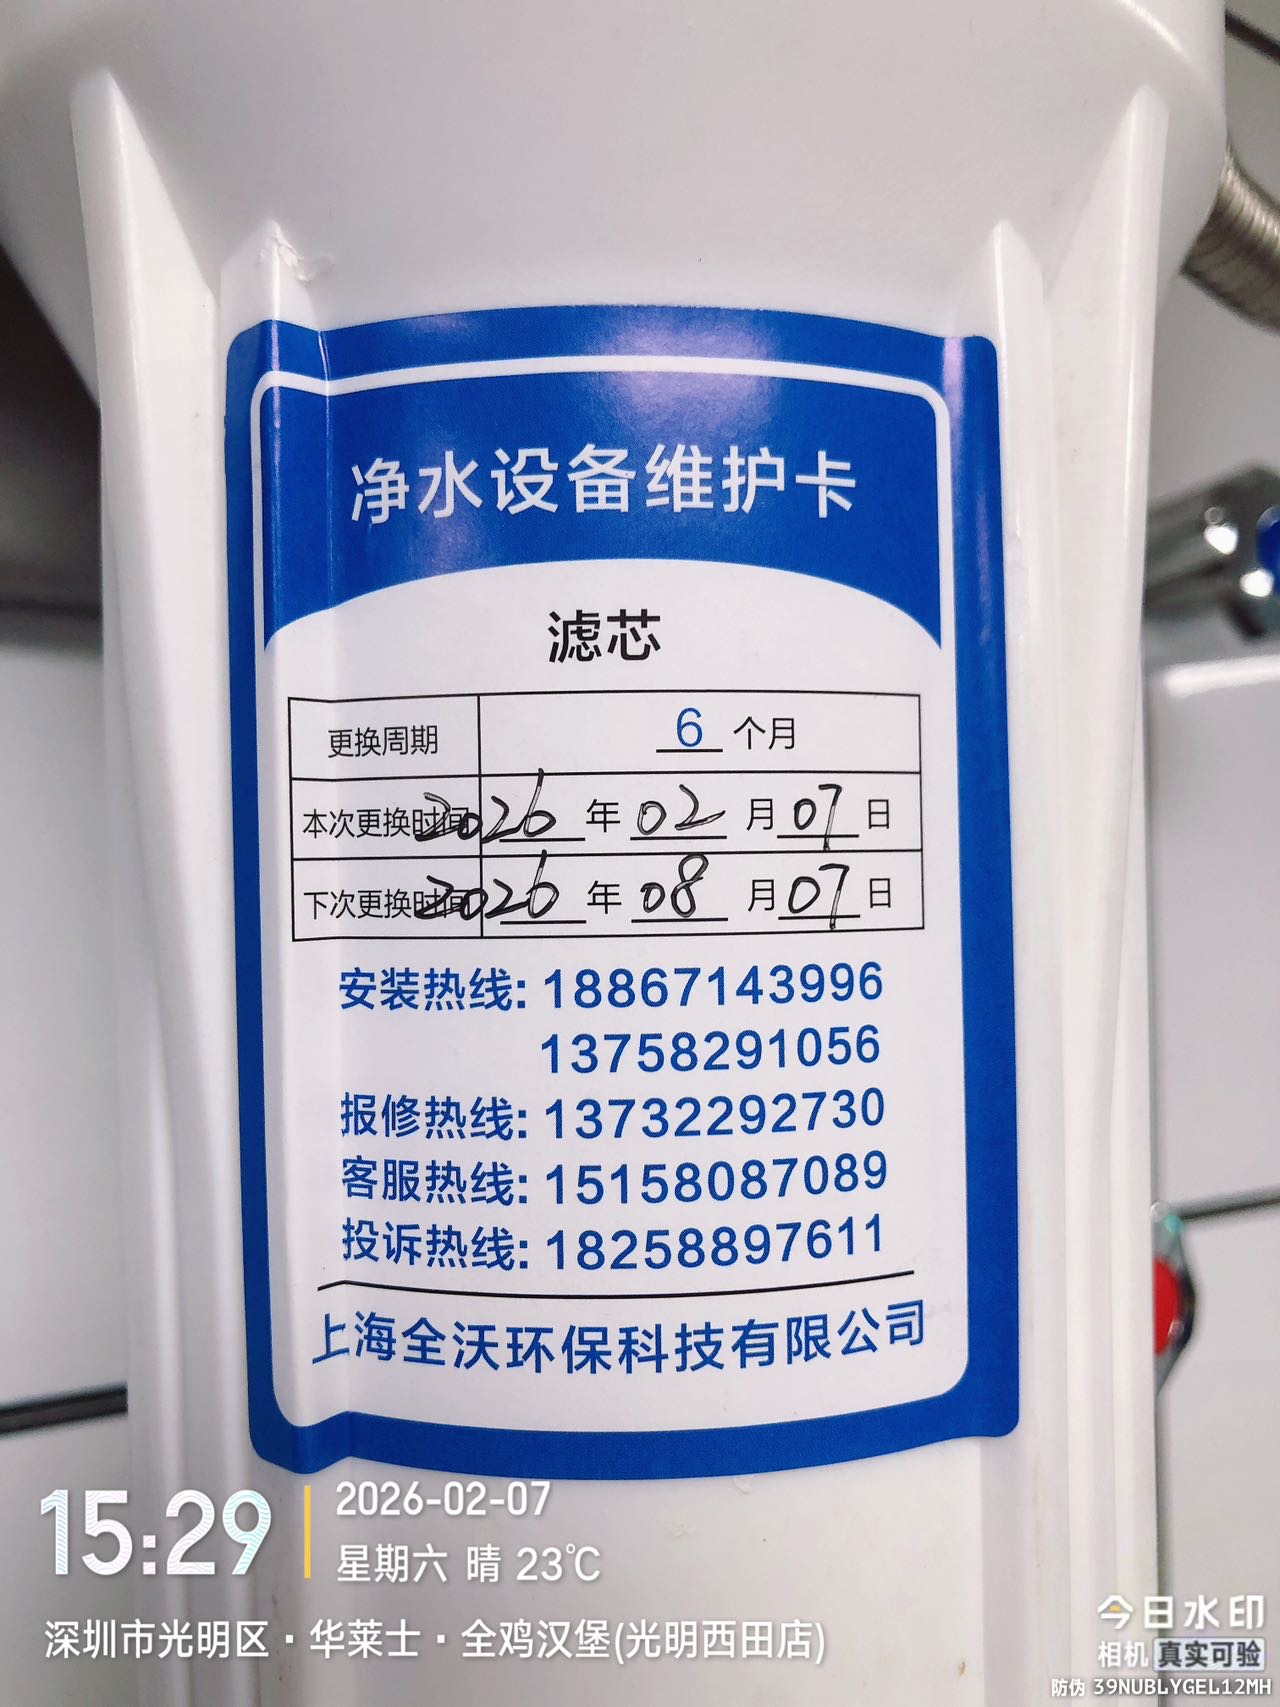 净水设备维护卡
滤芯
更换周期 6 个月
本次更换时间 2026 年 02 月 07 日
下次更换时间 2026 年 08 月 07 日
安装热线: 18867143996
13758291056
报修热线: 13732292730
客服热线: 15158087089
投诉热线: 18258897611
上海全沃环保科技有限公司
15:29
2026-02-07
星期六 晴 23℃
深圳市光明区·华莱士·全鸡汉堡(光明西田店)
今日水印
相机 真实可验
防伪 39NUBLYGEL12MH